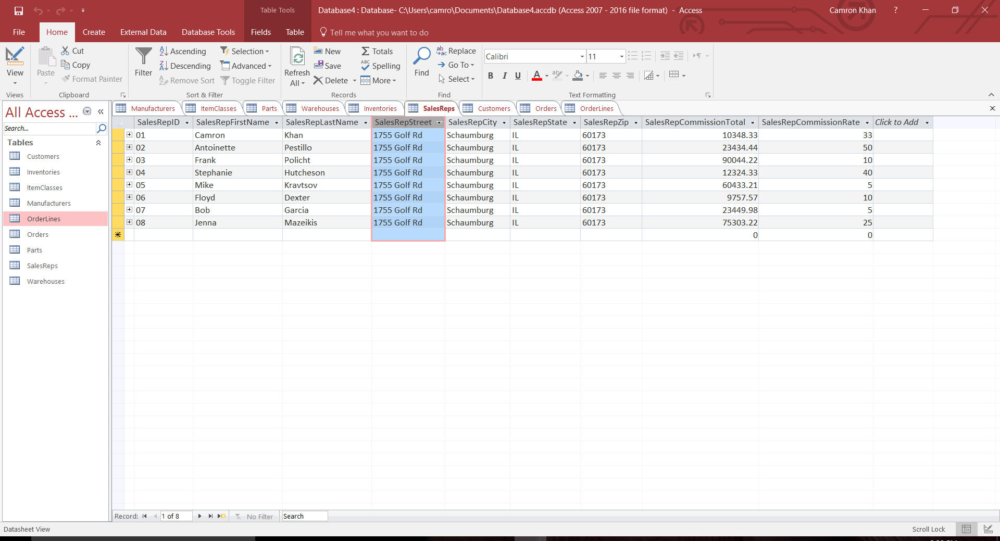 Table Tools
Database4 : Database- C:\Users\camro\Documents\Database4.accdb (Access 2007 - 2016 file format)  -  Access
Camron Khan
?
File Home Create External Data Database Tools Fields Table Tell me what you want to do
View
Views
Paste
Cut
Copy
Format Painter
Clipboard
Filter
Ascending
Descending
Remove Sort
Selection
Advanced
Toggle Filter
Sort & Filter
Refresh
All
New
Save
Delete
Totals
Spelling
More
Records
Find
Replace
Go To
Select
Find
Calibri 11
B I U A
Text Formatting
All Access ...
Search...
Tables
Customers
Inventories
ItemClasses
Manufacturers
OrderLines
Orders
Parts
SalesReps
Warehouses
Manufacturers ItemClasses Parts Warehouses Inventories SalesReps Customers Orders OrderLines
SalesRepID SalesRepFirstName SalesRepLastName SalesRepStreet SalesRepCity SalesRepState SalesRepZip SalesRepCommissionTotal SalesRepCommissionRate Click to Add
01 Camron Khan 1755 Golf Rd Schaumburg IL 60173 10348.33 33
02 Antoinette Pestillo 1755 Golf Rd Schaumburg IL 60173 23434.44 50
03 Frank Policht 1755 Golf Rd Schaumburg IL 60173 90044.22 10
04 Stephanie Hutcheson 1755 Golf Rd Schaumburg IL 60173 12324.33 40
05 Mike Kravtsov 1755 Golf Rd Schaumburg IL 60173 60433.21 5
06 Floyd Dexter 1755 Golf Rd Schaumburg IL 60173 9757.57 10
07 Bob Garcia 1755 Golf Rd Schaumburg IL 60173 23449.98 5
08 Jenna Mazeikis 1755 Golf Rd Schaumburg IL 60173 75303.22 25
0 0
Record: 1 of 8 No Filter Search
Datasheet View
Scroll Lock